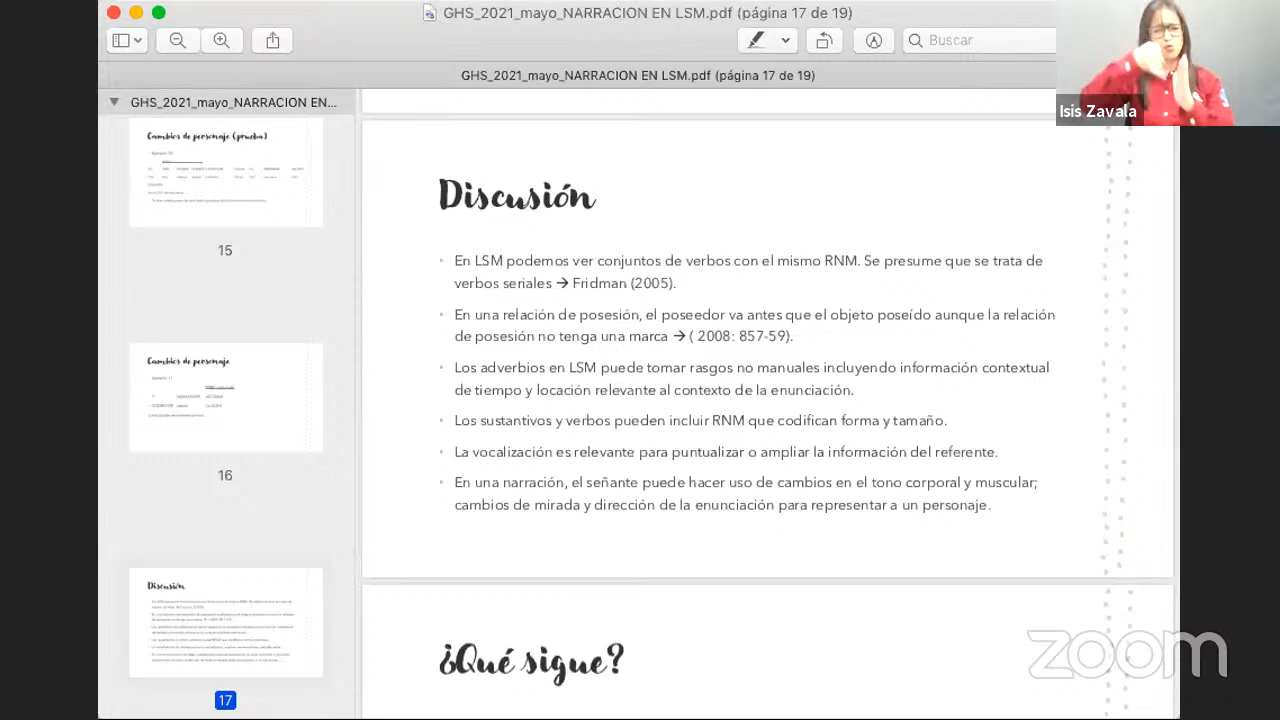 GHS_2021_mayo_NARRACION EN LSM.pdf (página 17 de 19)
Buscar
GHS_2021_mayo_NARRACION EN LSM.pdf (página 17 de 19)
Isis Zavala
GHS_2021_mayo_NARRACION EN...
Cambios de personaje (prueba)
15
Cambios de personaje
16
Discusión
17
Discusión
• En LSM podemos ver conjuntos de verbos con el mismo RNM. Se presume que se trata de
verbos seriales → Fridman (2005).
• En una relación de posesión, el poseedor va antes que el objeto poseído aunque la relación
de posesión no tenga una marca → ( 2008: 857-59).
• Los adverbios en LSM puede tomar rasgos no manuales incluyendo información contextual
de tiempo y locación relevante al contexto de la enunciación.
• Los sustantivos y verbos pueden incluir RNM que codifican forma y tamaño.
• La vocalización es relevante para puntualizar o ampliar la información del referente.
• En una narración, el señante puede hacer uso de cambios en el tono corporal y muscular;
cambios de mirada y dirección de la enunciación para representar a un personaje.
¿Qué sigue?
zoom